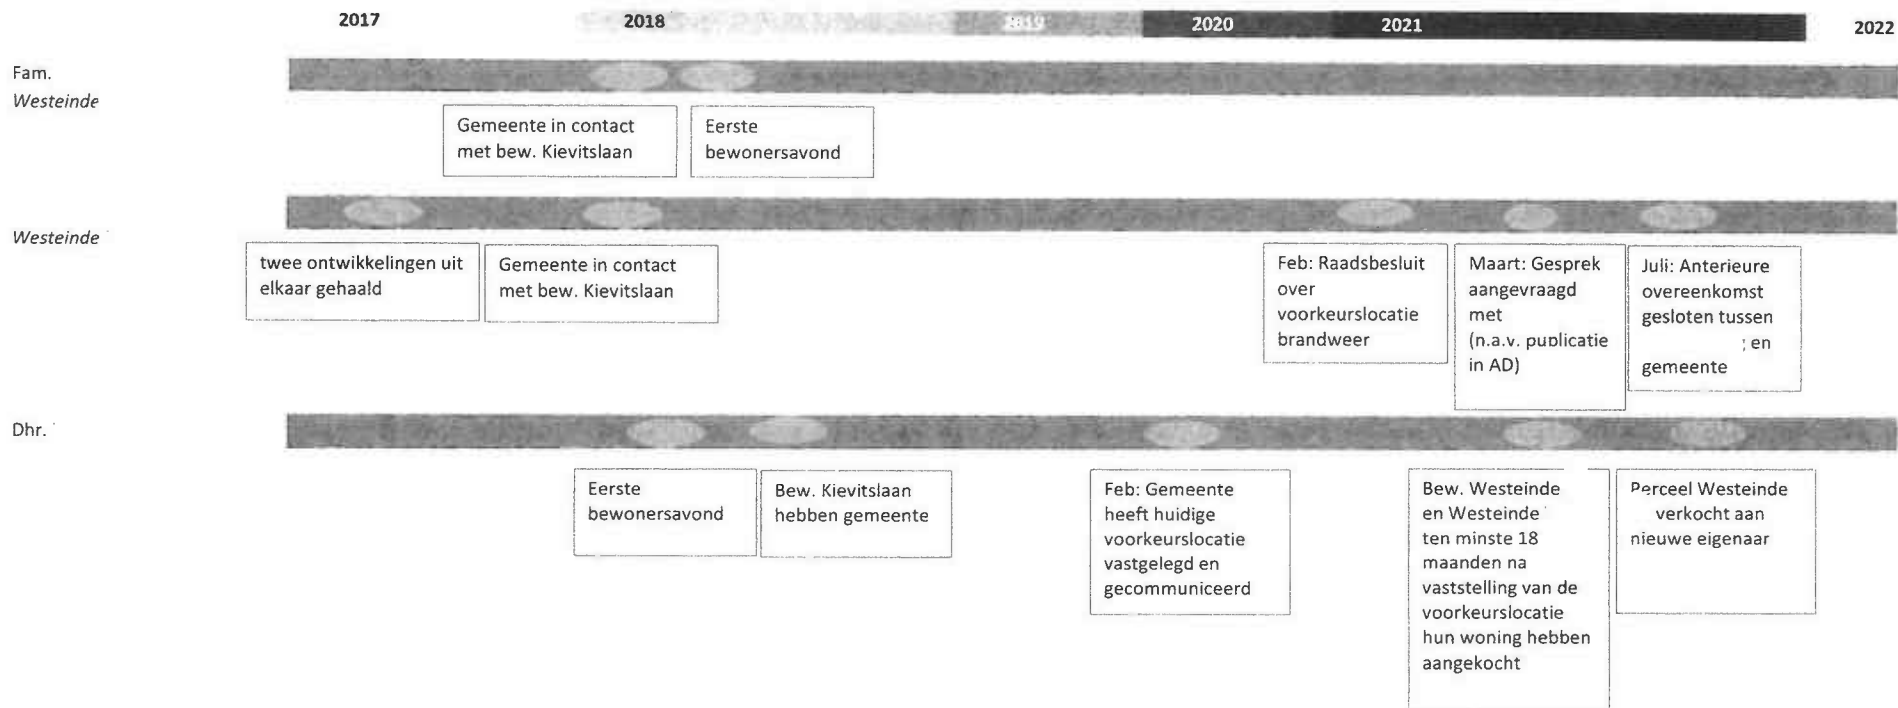 2017 2018 2019 2020 2021 2022
Fam.
Westeinde
Gemeente in contact
met bew. Kievitslaan
Eerste
bewonersavond
Westeinde
twee ontwikkelingen uit
elkaar gehaald
Gemeente in contact
met bew. Kievitslaan
Feb: Raadsbesluit
over
voorkeurslocatie
brandweer
Maart: Gesprek
aangevraagd
met
(n.a.v. publicatie
in AD)
Juli: Anterieure
overeenkomst
gesloten tussen
; en
gemeente
Dhr.
Eerste
bewonersavond
Bew. Kievitslaan
hebben gemeente
Feb: Gemeente
heeft huidige
voorkeurslocatie
vastgelegd en
gecommuniceerd
Bew. Westeinde
en Westeinde
ten minste 18
maanden na
vaststelling van de
voorkeurslocatie
hun woning hebben
aangekocht
Perceel Westeinde
verkocht aan
nieuwe eigenaar